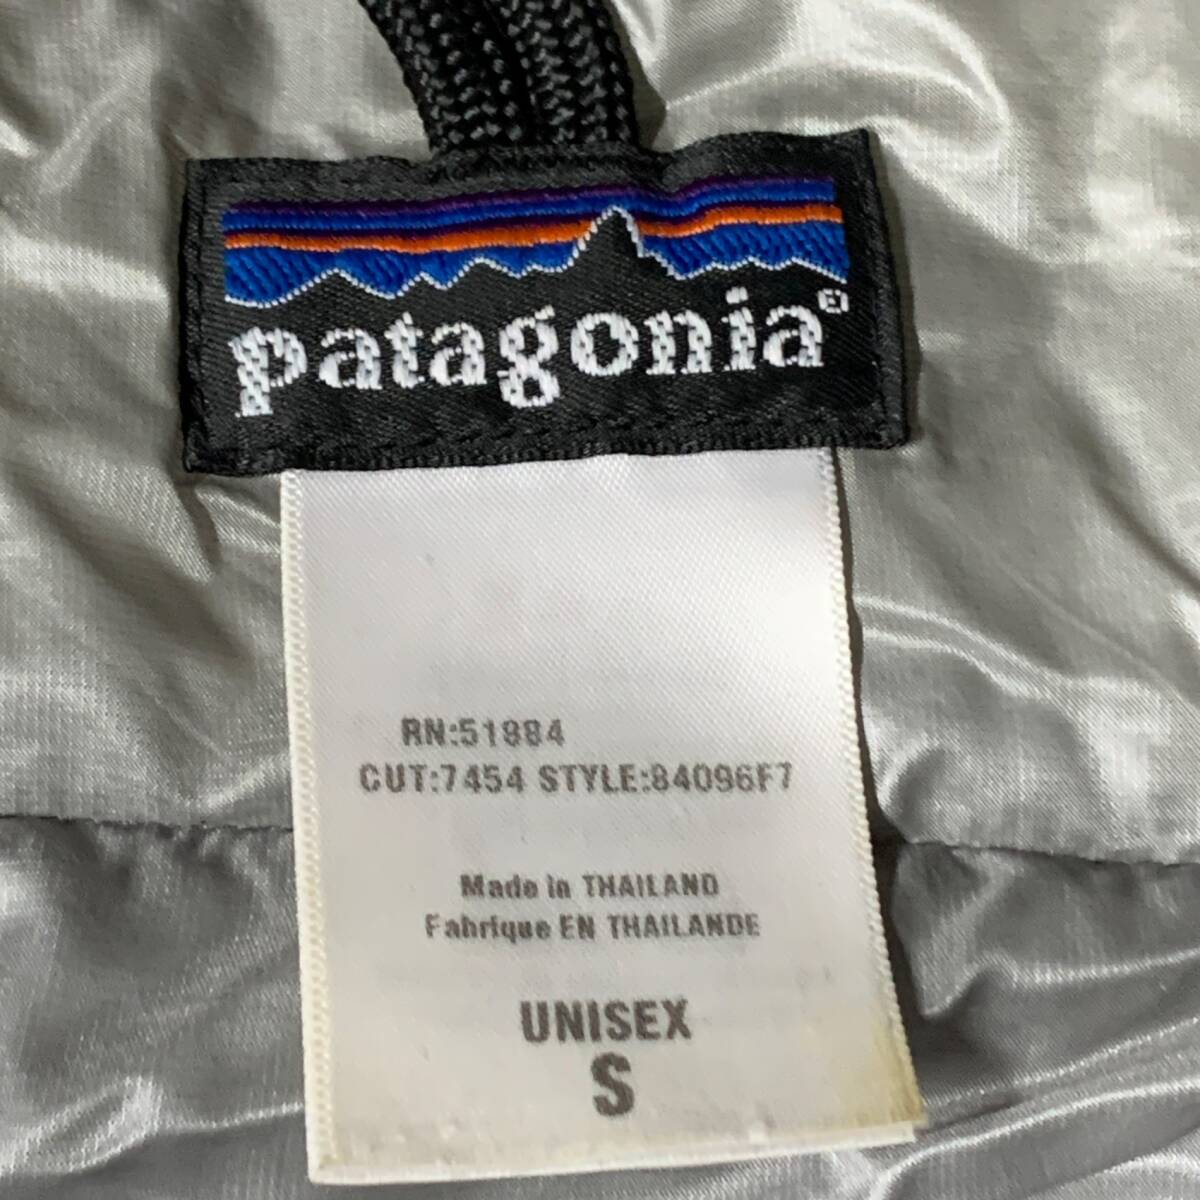 patagonia®
RN:51884
CUT:7454 STYLE:84096F7
Made in THAILAND
Fabrique EN THAILANDE
UNISEX
S